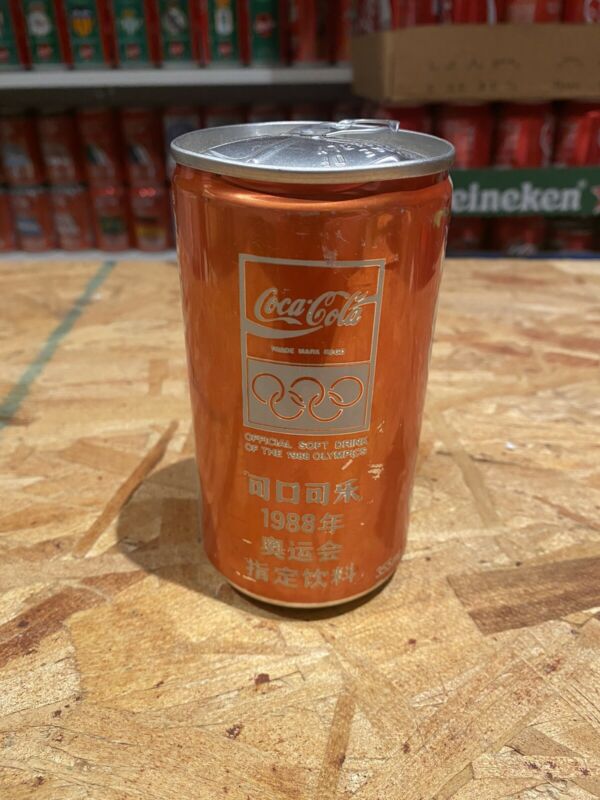 Coca-Cola
TRADE MARK REGD
OFFICIAL SOFT DRINK
OF THE 1988 OLYMPICS
可口可乐
1988年
奥运会
指定饮料
eineken